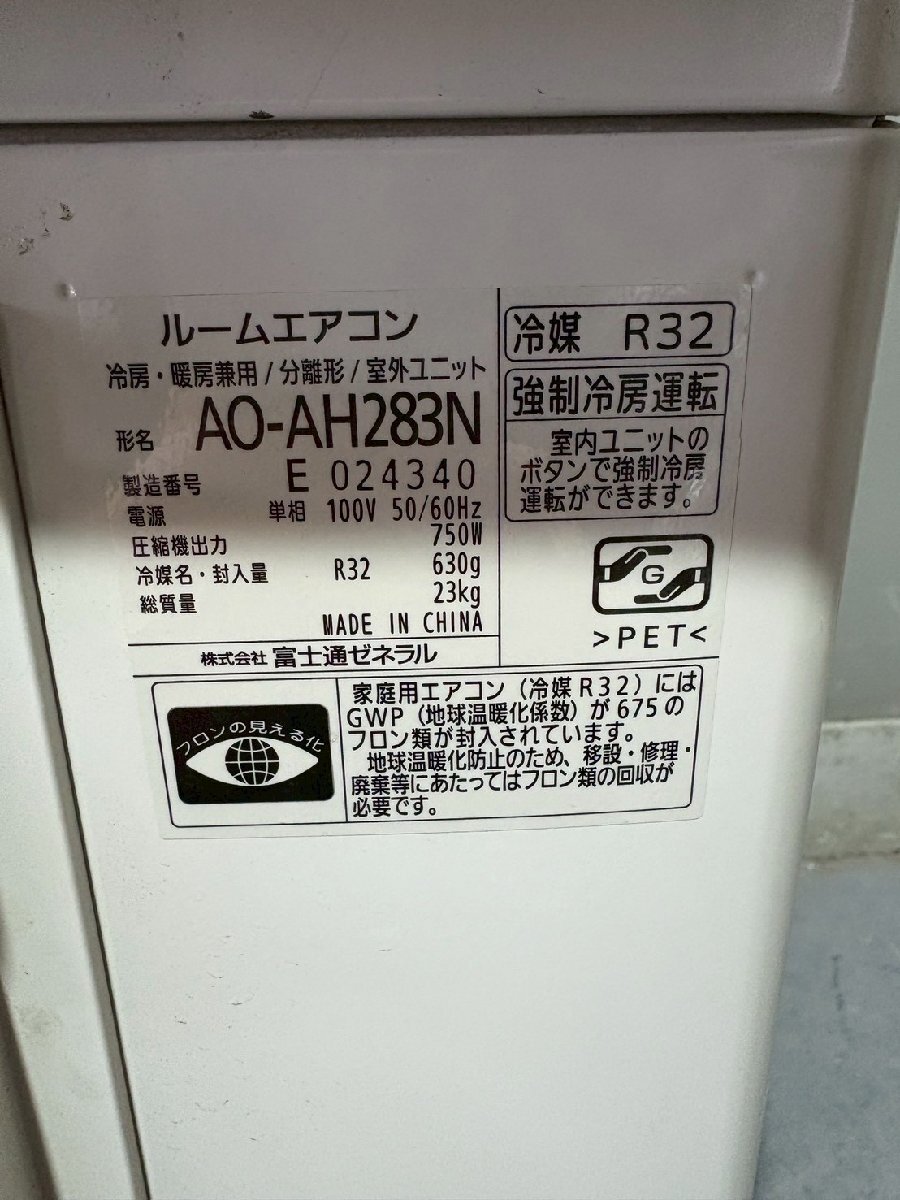 ルームエアコン
冷房・暖房兼用/分離形/室外ユニット
形名 AO-AH283N
製造番号 E 024340
電源 単相 100V 50/60Hz
圧縮機出力 750W
冷媒名・封入量 R32 630g
総質量 23kg
MADE IN CHINA
株式会社 富士通ゼネラル
冷媒 R32
強制冷房運転
室内ユニットの
ボタンで強制冷房
運転ができます。
G
>PET<
フロンの見える化
家庭用エアコン(冷媒R32)には
GWP(地球温暖化係数)が675の
フロン類が封入されています。
地球温暖化防止のため、移設・修理・
廃棄等にあたってはフロン類の回収が
必要です。